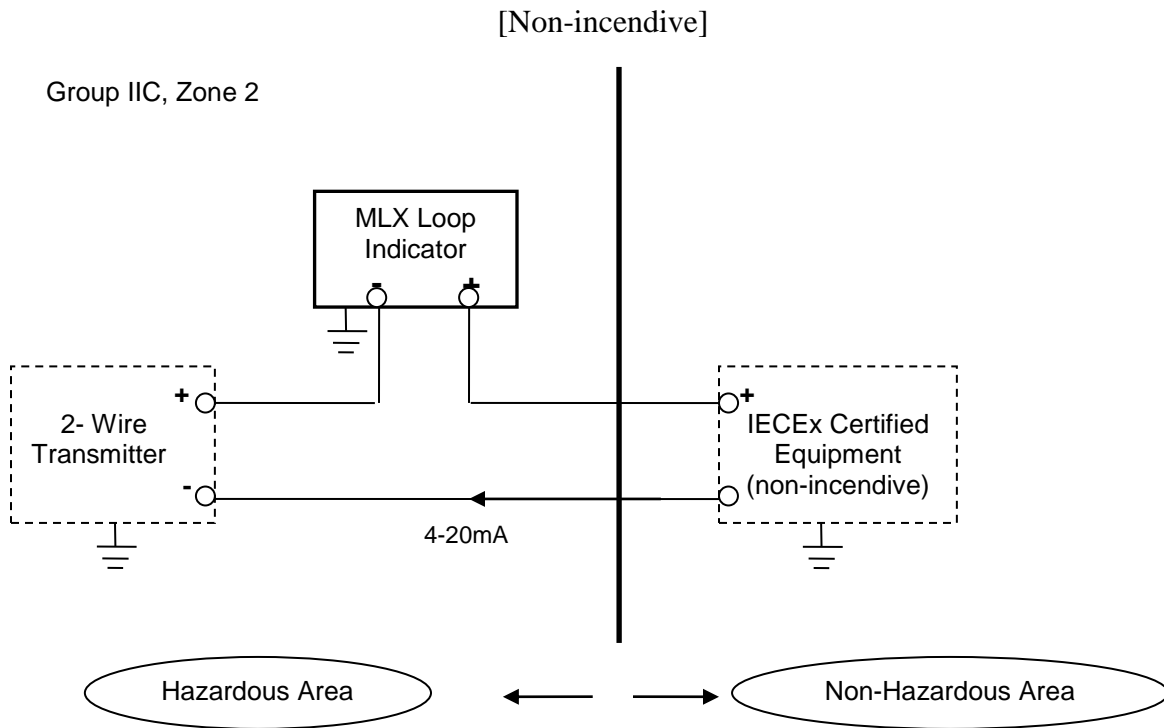 [Non-incendive]
Group IIC, Zone 2
MLX Loop
Indicator
- +
+
2- Wire
Transmitter
-
+
IECEx Certified
Equipment
(non-incendive)
4-20mA
Hazardous Area
Non-Hazardous Area